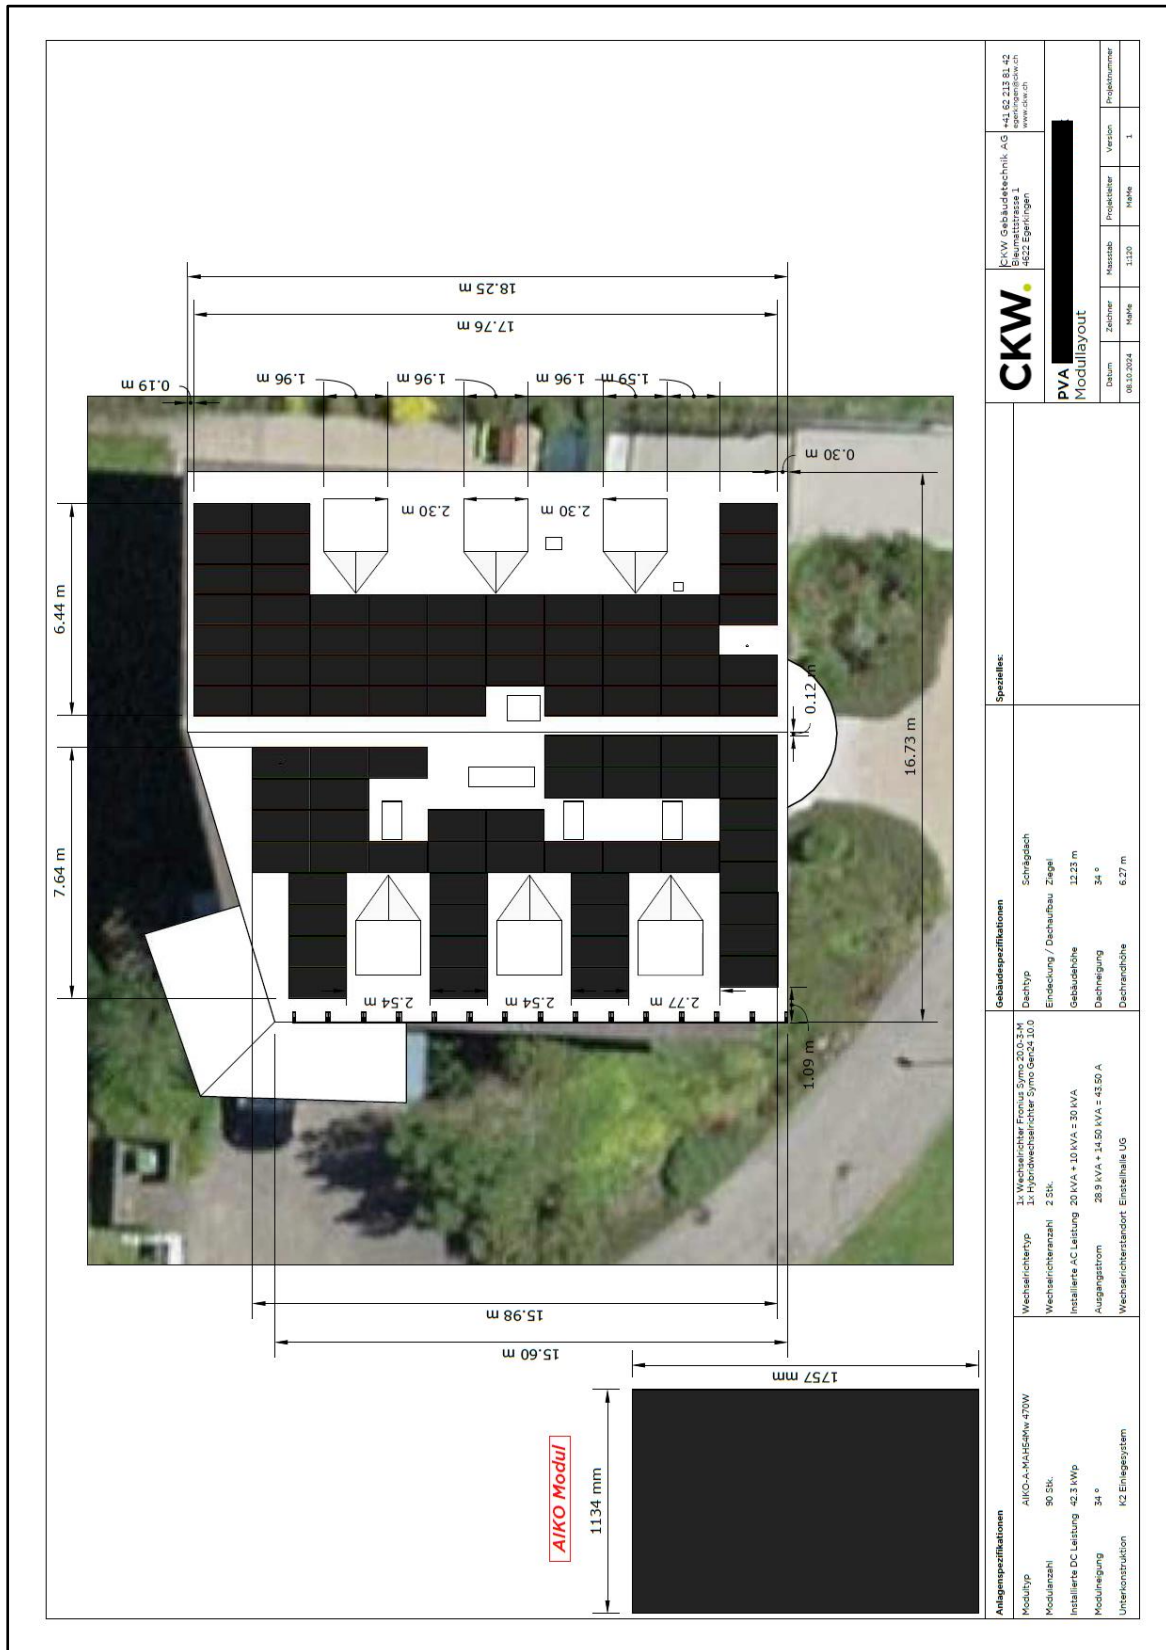 18.25 m
17.76 m
0.19 m
1.96 m
1.96 m
1.96 m
1.59 m
0.30 m
2.30 m
2.30 m
6.44 m
0.12 m
16.73 m
7.64 m
2.54 m
2.54 m
2.77 m
1.09 m
15.98 m
15.60 m
AIKO Modul
1134 mm
1757 mm
Anlagenspezifikationen
Modultyp AIKO-A-MAH54Mw 470W
Modulanzahl 90 Stk.
Installierte DC Leistung 42.3 kWp
Modulneigung 34 °
Unterkonstruktion K2 Einlegesystem
Wechselrichtertyp 1x Wechselrichter Fronius Symo 20.0-3-M
1x Hybridwechselrichter Symo Gen24 10.0
Wechselrichteranzahl 2 Stk.
Installierte AC Leistung 20 kVA + 10 kVA = 30 kVA
Ausgangsstrom 28.9 kVA + 14.50 kVA = 43.50 A
Wechselrichterstandort Einstellhalle UG
Gebäudespezifikationen
Dachtyp Schrägdach
Eindeckung / Dachaufbau Ziegel
Gebäudehöhe 12.23 m
Dachneigung 34 °
Dachrandhöhe 6.27 m
Spezielles:
CKW.
CKW Gebäudetechnik AG
Bleumattstrasse 1
4622 Egerkingen
+41 62 213 81 42
egerkingen@ckw.ch
www.ckw.ch
PVA
Modullayout
Datum Zeichner Massstab Projektleiter Version Projektnummer
08.10.2024 MaMe 1:120 MaMe 1